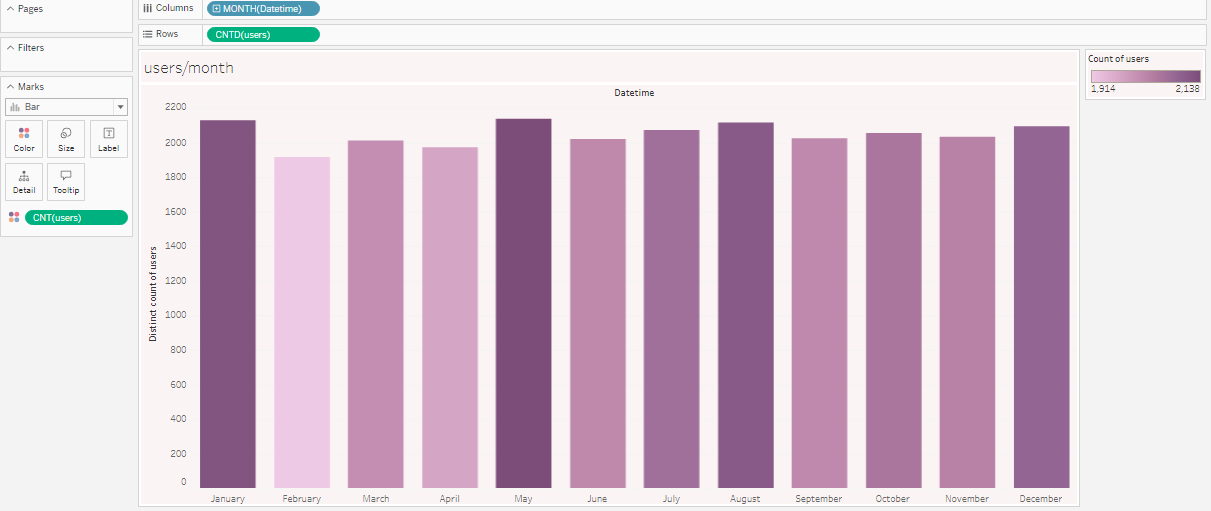 Pages
Filters
Marks
Bar
Color Size Label
Detail Tooltip
CNT(users)
Columns MONTH(Datetime)
Rows CNTD(users)
users/month
Datetime
Distinct count of users
2200
2000
1800
1600
1400
1200
1000
800
600
400
200
0
January February March April May June July August September October November December
Count of users
1,914 2,138